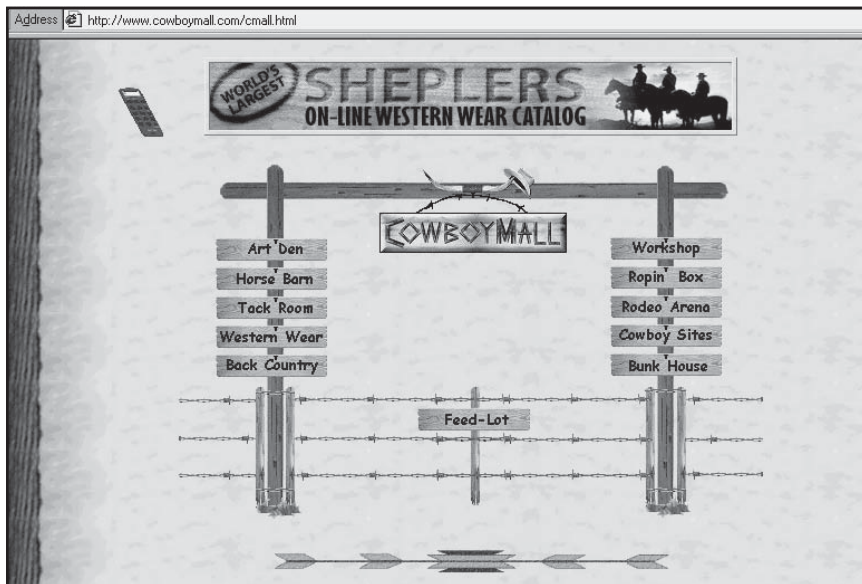 Address http://www.cowboymall.com/cmall.html
WORLD'S
LARGEST
SHEPLERS
ON-LINE WESTERN WEAR CATALOG
COWBOYMALL
Art Den
Horse Barn
Tack Room
Western Wear
Back Country
Workshop
Ropin' Box
Rodeo Arena
Cowboy Sites
Bunk House
Feed-Lot